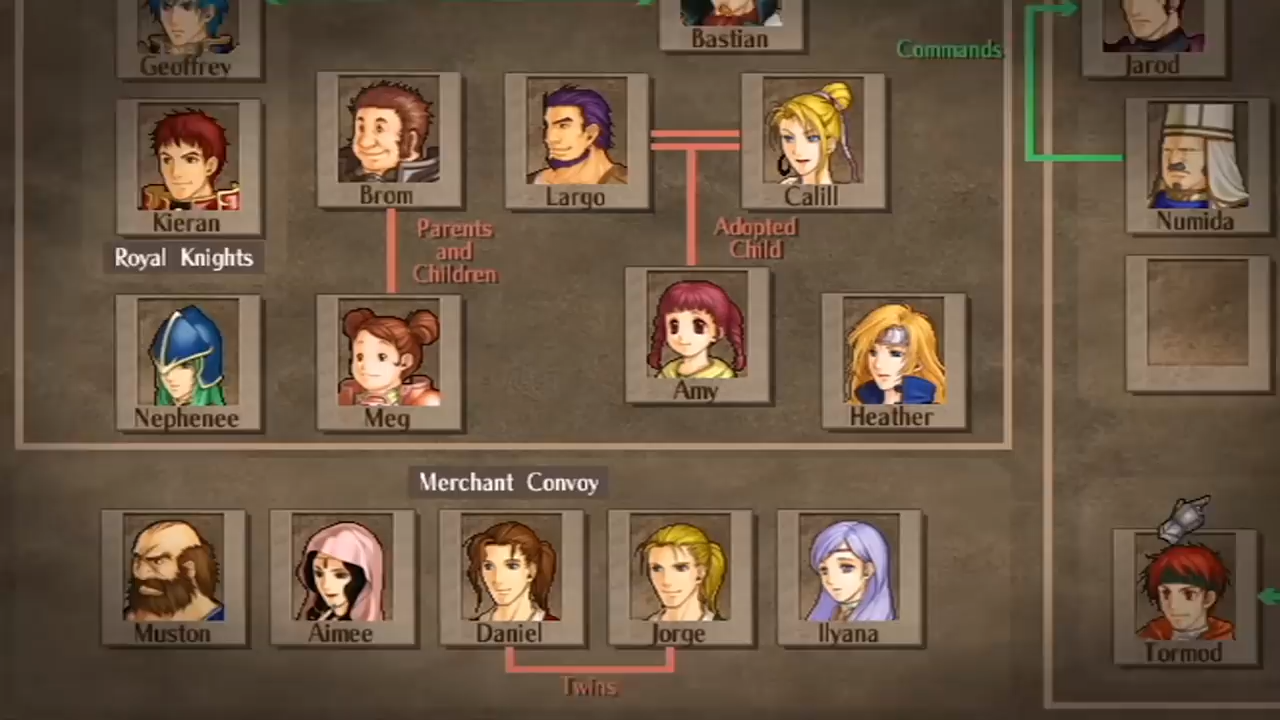 Bastian
Geoffrey
Commands
Jarod
Brom
Largo
Calill
Kieran
Numida
Parents
and
Children
Adopted
Child
Royal Knights
Nephenee
Meg
Amy
Heather
Merchant Convoy
Muston
Aimee
Daniel
Jorge
Ilyana
Tormod
Twins